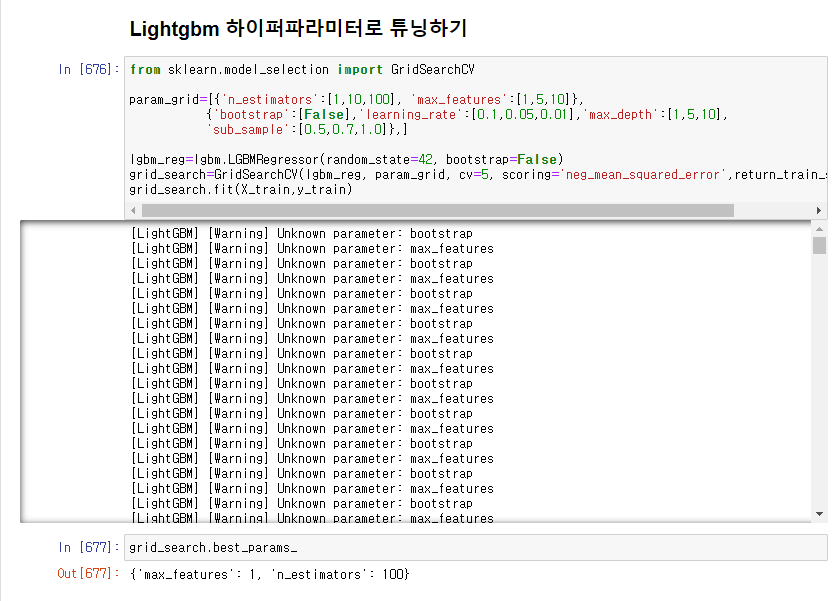 Lightgbm 하이퍼파라미터로 튜닝하기
In [676]: from sklearn.model_selection import GridSearchCV
param_grid=[{'n_estimators':[1,10,100], 'max_features':[1,5,10]},
{'bootstrap':[False],'learning_rate':[0.1,0.05,0.01],'max_depth':[1,5,10],
'sub_sample':[0.5,0.7,1.0]},]
lgbm_reg=lgbm.LGBMRegressor(random_state=42, bootstrap=False)
grid_search=GridSearchCV(lgbm_reg, param_grid, cv=5, scoring='neg_mean_squared_error',return_train_s
grid_search.fit(X_train,y_train)
[LightGBM] [Warning] Unknown parameter: bootstrap
[LightGBM] [Warning] Unknown parameter: max_features
[LightGBM] [Warning] Unknown parameter: bootstrap
[LightGBM] [Warning] Unknown parameter: max_features
[LightGBM] [Warning] Unknown parameter: bootstrap
[LightGBM] [Warning] Unknown parameter: max_features
[LightGBM] [Warning] Unknown parameter: bootstrap
[LightGBM] [Warning] Unknown parameter: max_features
[LightGBM] [Warning] Unknown parameter: bootstrap
[LightGBM] [Warning] Unknown parameter: max_features
[LightGBM] [Warning] Unknown parameter: bootstrap
[LightGBM] [Warning] Unknown parameter: max_features
[LightGBM] [Warning] Unknown parameter: bootstrap
[LightGBM] [Warning] Unknown parameter: max_features
[LightGBM] [Warning] Unknown parameter: bootstrap
[LightGBM] [Warning] Unknown parameter: max_features
[LightGBM] [Warning] Unknown parameter: bootstrap
[LightGBM] [Warning] Unknown parameter: max_features
[LightGBM] [Warning] Unknown parameter: bootstrap
[LightGBM] [Warning] Unknown parameter: max_features
In [677]: grid_search.best_params_
Out[677]: {'max_features': 1, 'n_estimators': 100}